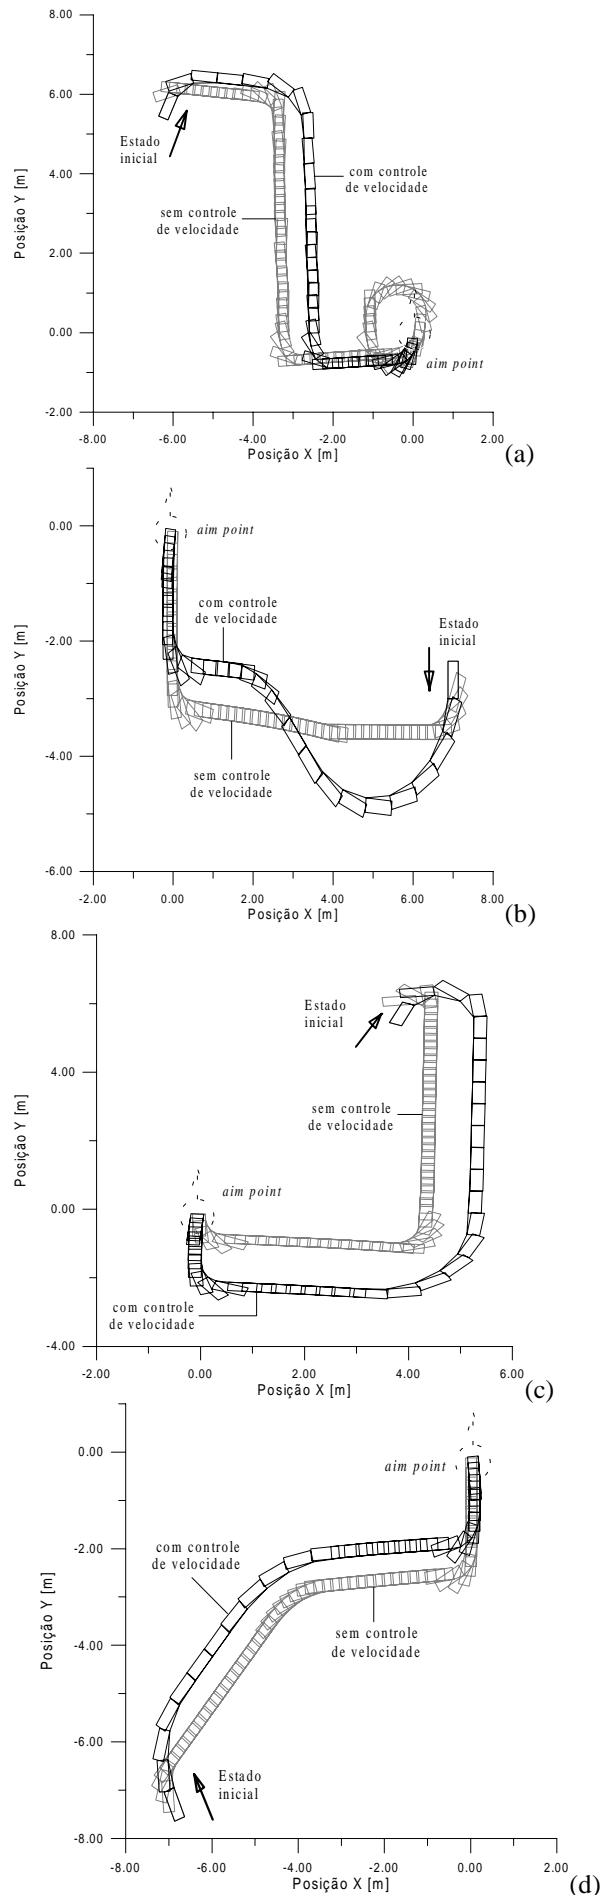 8.00
6.00
4.00
2.00
0.00
-2.00
Posição Y [m]
Estado
inicial
com controle
de velocidade
sem controle
de velocidade
aim point
-8.00 -6.00 -4.00 -2.00 0.00 2.00
Posição X [m]
(a)
0.00
-2.00
-4.00
-6.00
Posição Y [m]
aim point
com controle
de velocidade
Estado
inicial
sem controle
de velocidade
-2.00 0.00 2.00 4.00 6.00 8.00
Posição X [m]
(b)
8.00
4.00
0.00
-4.00
Posição Y [m]
Estado
inicial
sem controle
de velocidade
aim point
com controle
de velocidade
-2.00 0.00 2.00 4.00 6.00
Posição X [m]
(c)
0.00
-2.00
-4.00
-6.00
-8.00
Posição Y [m]
aim point
com controle
de velocidade
sem controle
de velocidade
Estado
inicial
-8.00 -6.00 -4.00 -2.00 0.00 2.00
Posição X [m]
(d)